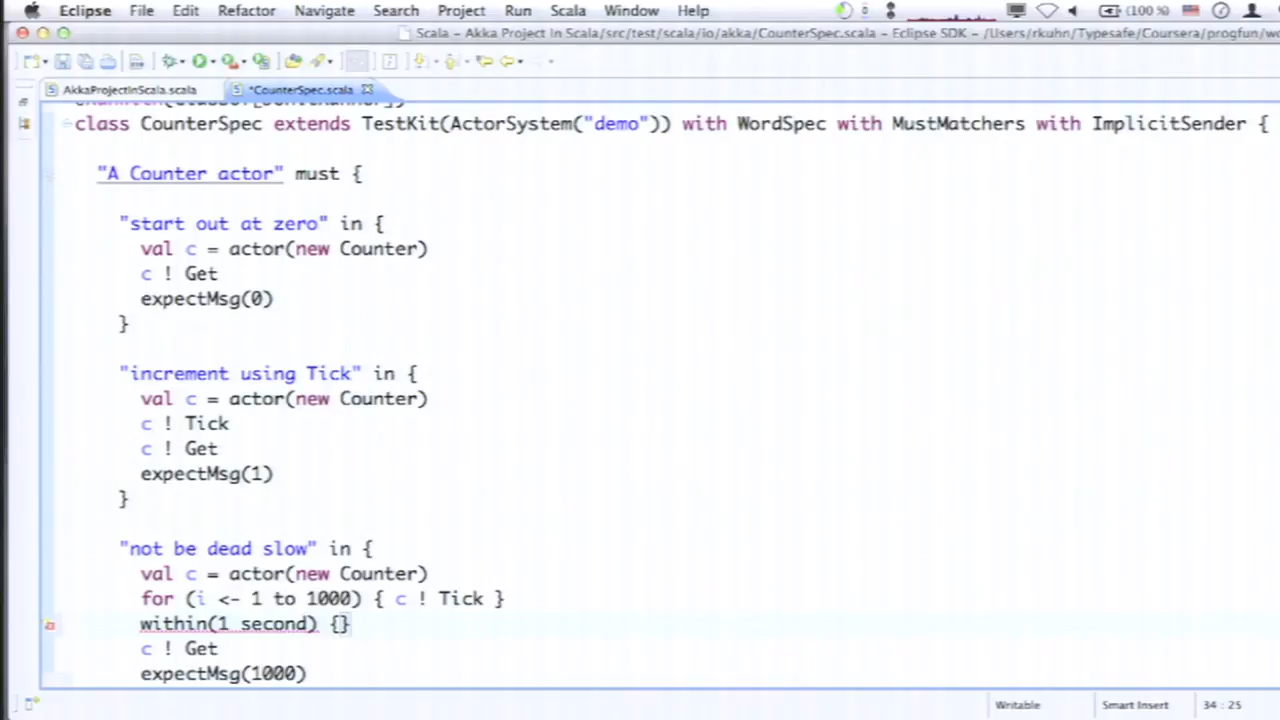 Eclipse File Edit Refactor Navigate Search Project Run Scala Window Help (100 %)
Scala – Akka Project In Scala/src/test/scala/io/akka/CounterSpec.scala – Eclipse SDK – /Users/rkuhn/Typesafe/Coursera/progfun/wo
AkkaProjectInScala.scala *CounterSpec.scala
class CounterSpec extends TestKit(ActorSystem("demo")) with WordSpec with MustMatchers with ImplicitSender {
"A Counter actor" must {
"start out at zero" in {
val c = actor(new Counter)
c ! Get
expectMsg(0)
}
"increment using Tick" in {
val c = actor(new Counter)
c ! Tick
c ! Get
expectMsg(1)
}
"not be dead slow" in {
val c = actor(new Counter)
for (i <- 1 to 1000) { c ! Tick }
within(1 second) {}
c ! Get
expectMsg(1000)
Writable Smart Insert 34 : 25